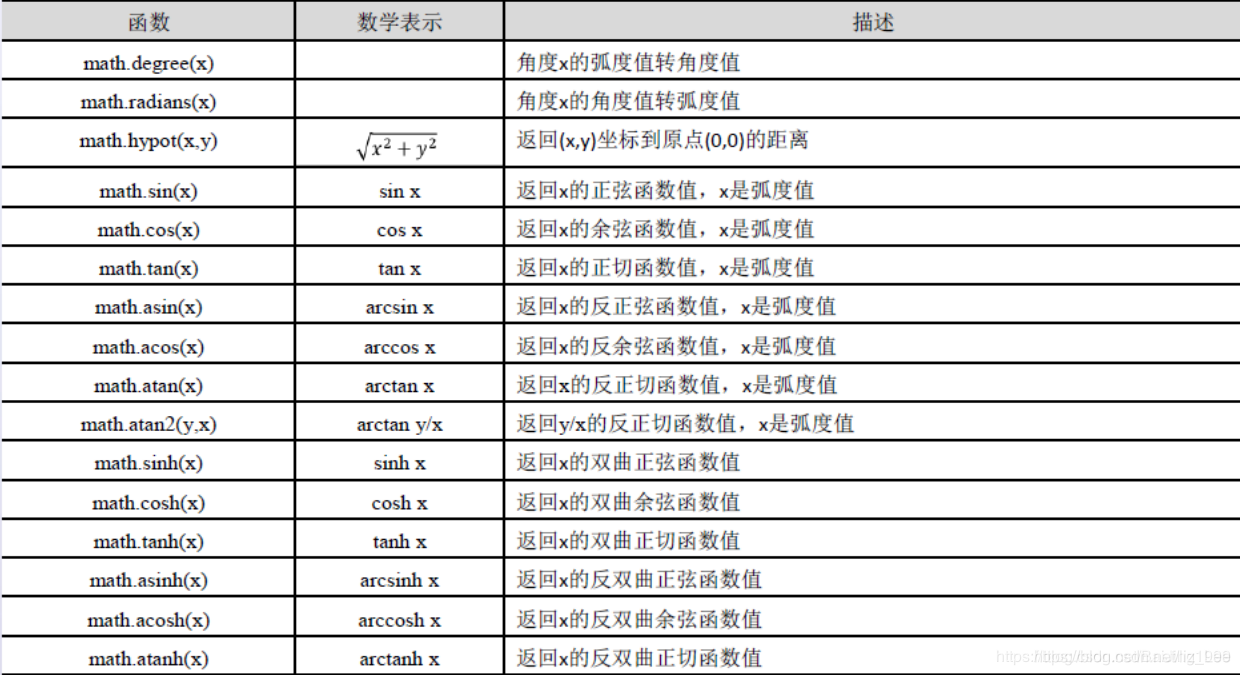 函数 数学表示 描述
math.degree(x) 角度x的弧度值转角度值
math.radians(x) 角度x的角度值转弧度值
math.hypot(x,y) √x² + y² 返回(x,y)坐标到原点(0,0)的距离
math.sin(x) sin x 返回x的正弦函数值，x是弧度值
math.cos(x) cos x 返回x的余弦函数值，x是弧度值
math.tan(x) tan x 返回x的正切函数值，x是弧度值
math.asin(x) arcsin x 返回x的反正弦函数值，x是弧度值
math.acos(x) arccos x 返回x的反余弦函数值，x是弧度值
math.atan(x) arctan x 返回x的反正切函数值，x是弧度值
math.atan2(y,x) arctan y/x 返回y/x的反正切函数值，x是弧度值
math.sinh(x) sinh x 返回x的双曲正弦函数值
math.cosh(x) cosh x 返回x的双曲余弦函数值
math.tanh(x) tanh x 返回x的双曲正切函数值
math.asinh(x) arcsinh x 返回x的反双曲正弦函数值
math.acosh(x) arccosh x 返回x的反双曲余弦函数值
math.atanh(x) arctanh x 返回x的反双曲正切函数值